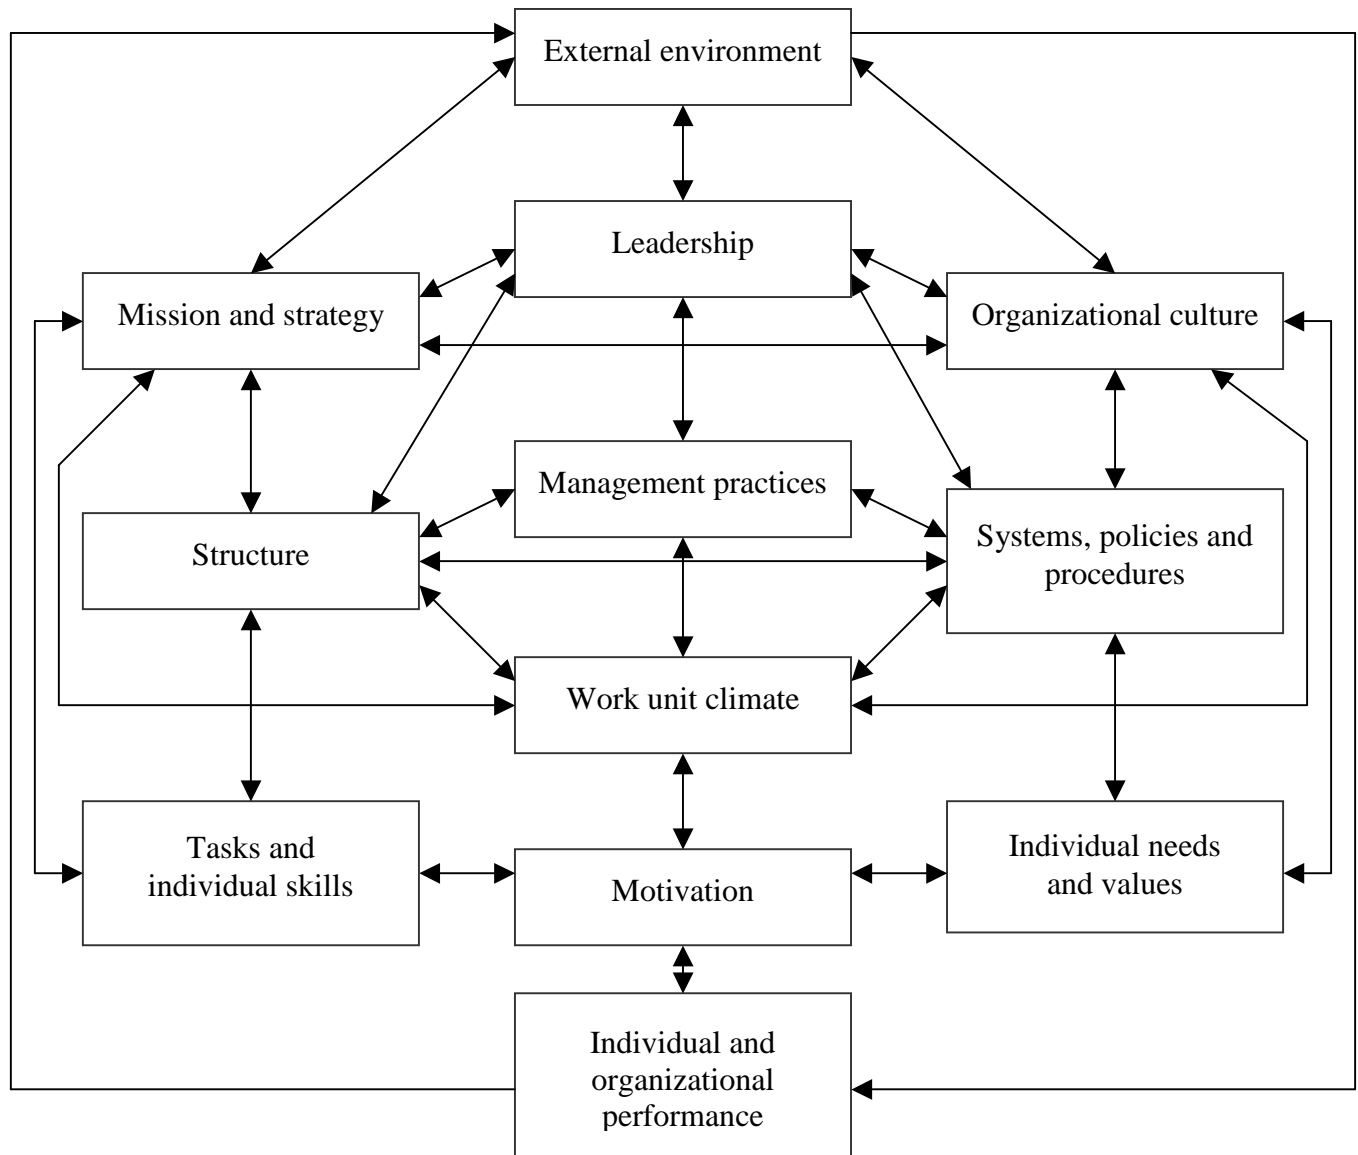 External environment
Leadership
Mission and strategy
Organizational culture
Management practices
Structure
Systems, policies and
procedures
Work unit climate
Tasks and
individual skills
Motivation
Individual needs
and values
Individual and
organizational
performance